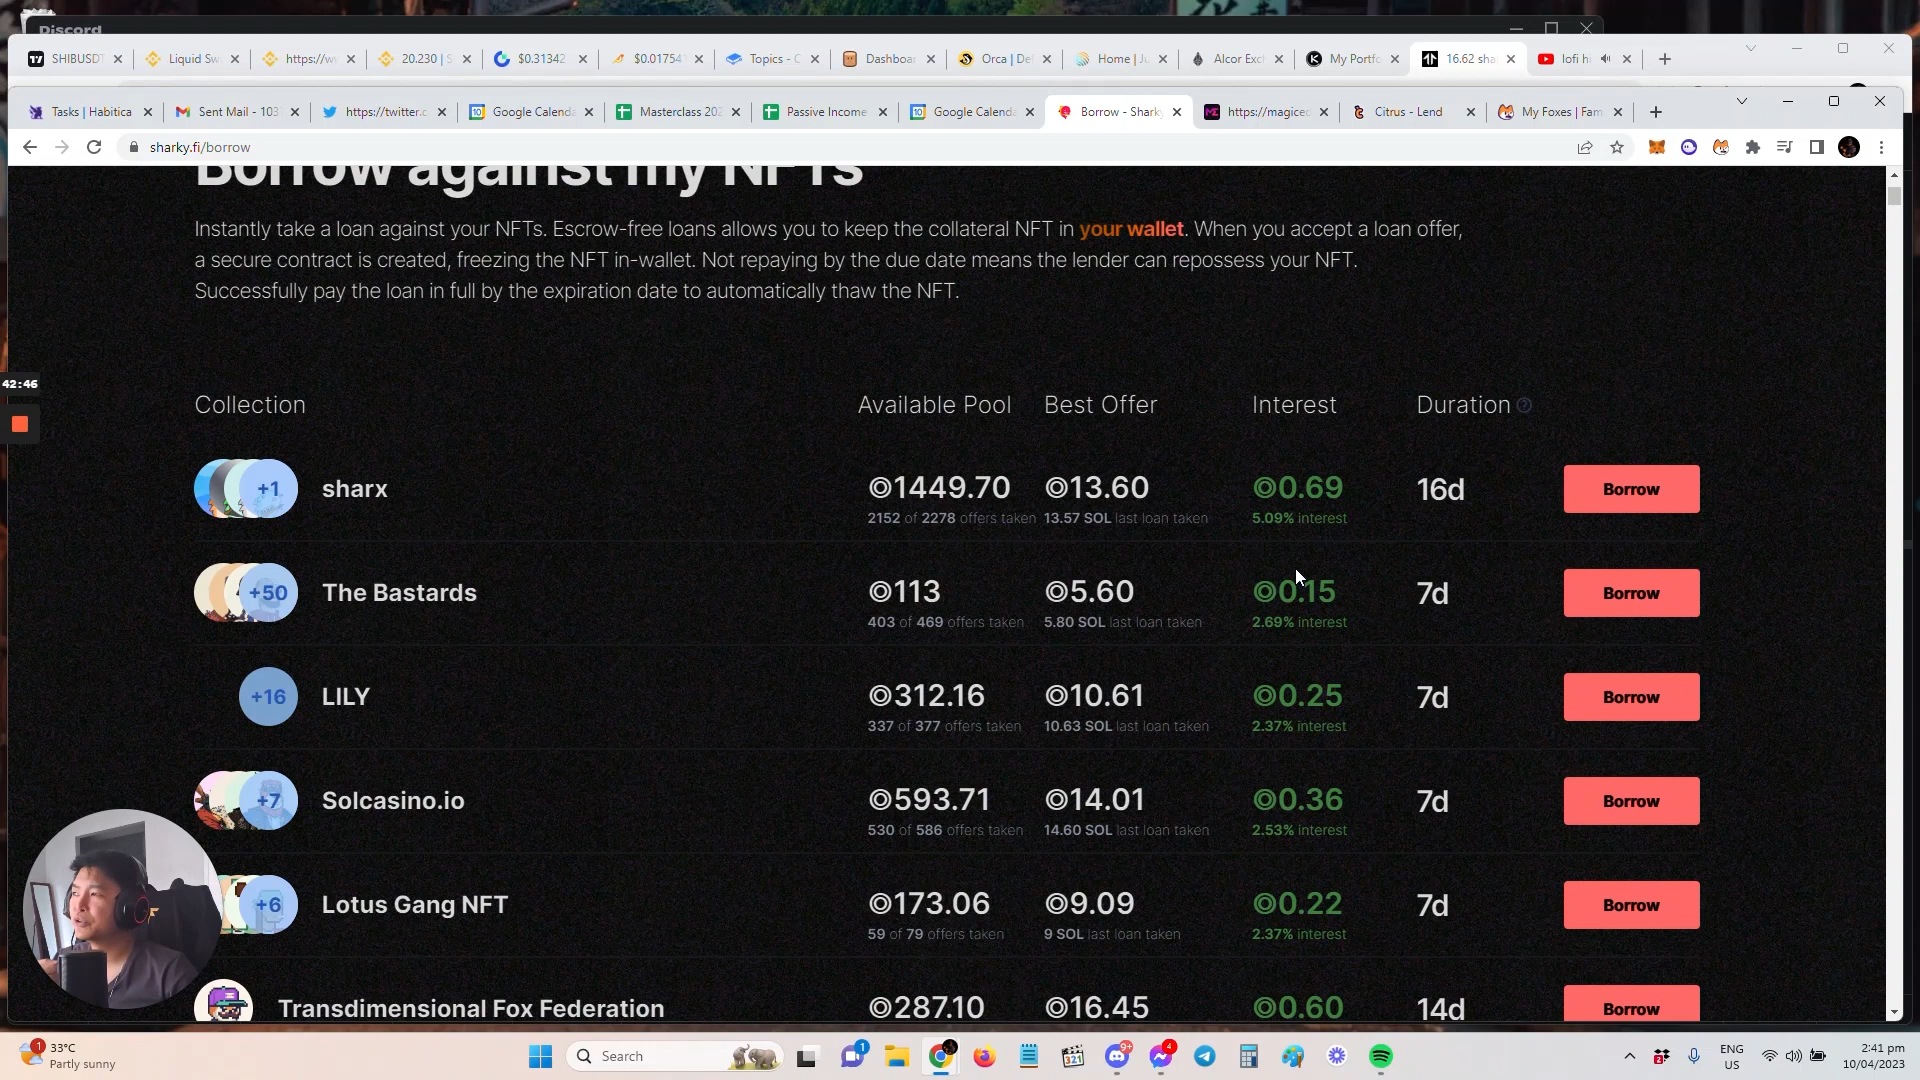 Discord
SHIBUSDT
Liquid Sw
https://w
20.230 | S
$0.31342
$0.01754
Topics - C
Dashboar
Orca | De
Home | Ju
Alcor Exc
My Portfo
16.62 sha
lofi h
Tasks | Habitica
Sent Mail - 103
https://twitter.c
Google Calenda
Masterclass 202
Passive Income
Google Calenda
Borrow - Shark
https://magiced
Citrus - Lend
My Foxes | Fam
sharky.fi/borrow
Borrow against my NFTs
Instantly take a loan against your NFTs. Escrow-free loans allows you to keep the collateral NFT in your wallet. When you accept a loan offer,
a secure contract is created, freezing the NFT in-wallet. Not repaying by the due date means the lender can repossess your NFT.
Successfully pay the loan in full by the expiration date to automatically thaw the NFT.
42:46
Collection Available Pool Best Offer Interest Duration
+1 sharx 1449.70 13.60 0.69 16d Borrow
2152 of 2278 offers taken 13.57 SOL last loan taken 5.09% interest
+50 The Bastards 113 5.60 0.15 7d Borrow
403 of 469 offers taken 5.80 SOL last loan taken 2.69% interest
+16 LILY 312.16 10.61 0.25 7d Borrow
337 of 377 offers taken 10.63 SOL last loan taken 2.37% interest
+7 Solcasino.io 593.71 14.01 0.36 7d Borrow
530 of 586 offers taken 14.60 SOL last loan taken 2.53% interest
+6 Lotus Gang NFT 173.06 9.09 0.22 7d Borrow
59 of 79 offers taken 9 SOL last loan taken 2.37% interest
Transdimensional Fox Federation 287.10 16.45 0.60 14d Borrow
1
33°C
Partly sunny
Search
1
321
9+
4
2
ENG
US
2:41 pm
10/04/2023